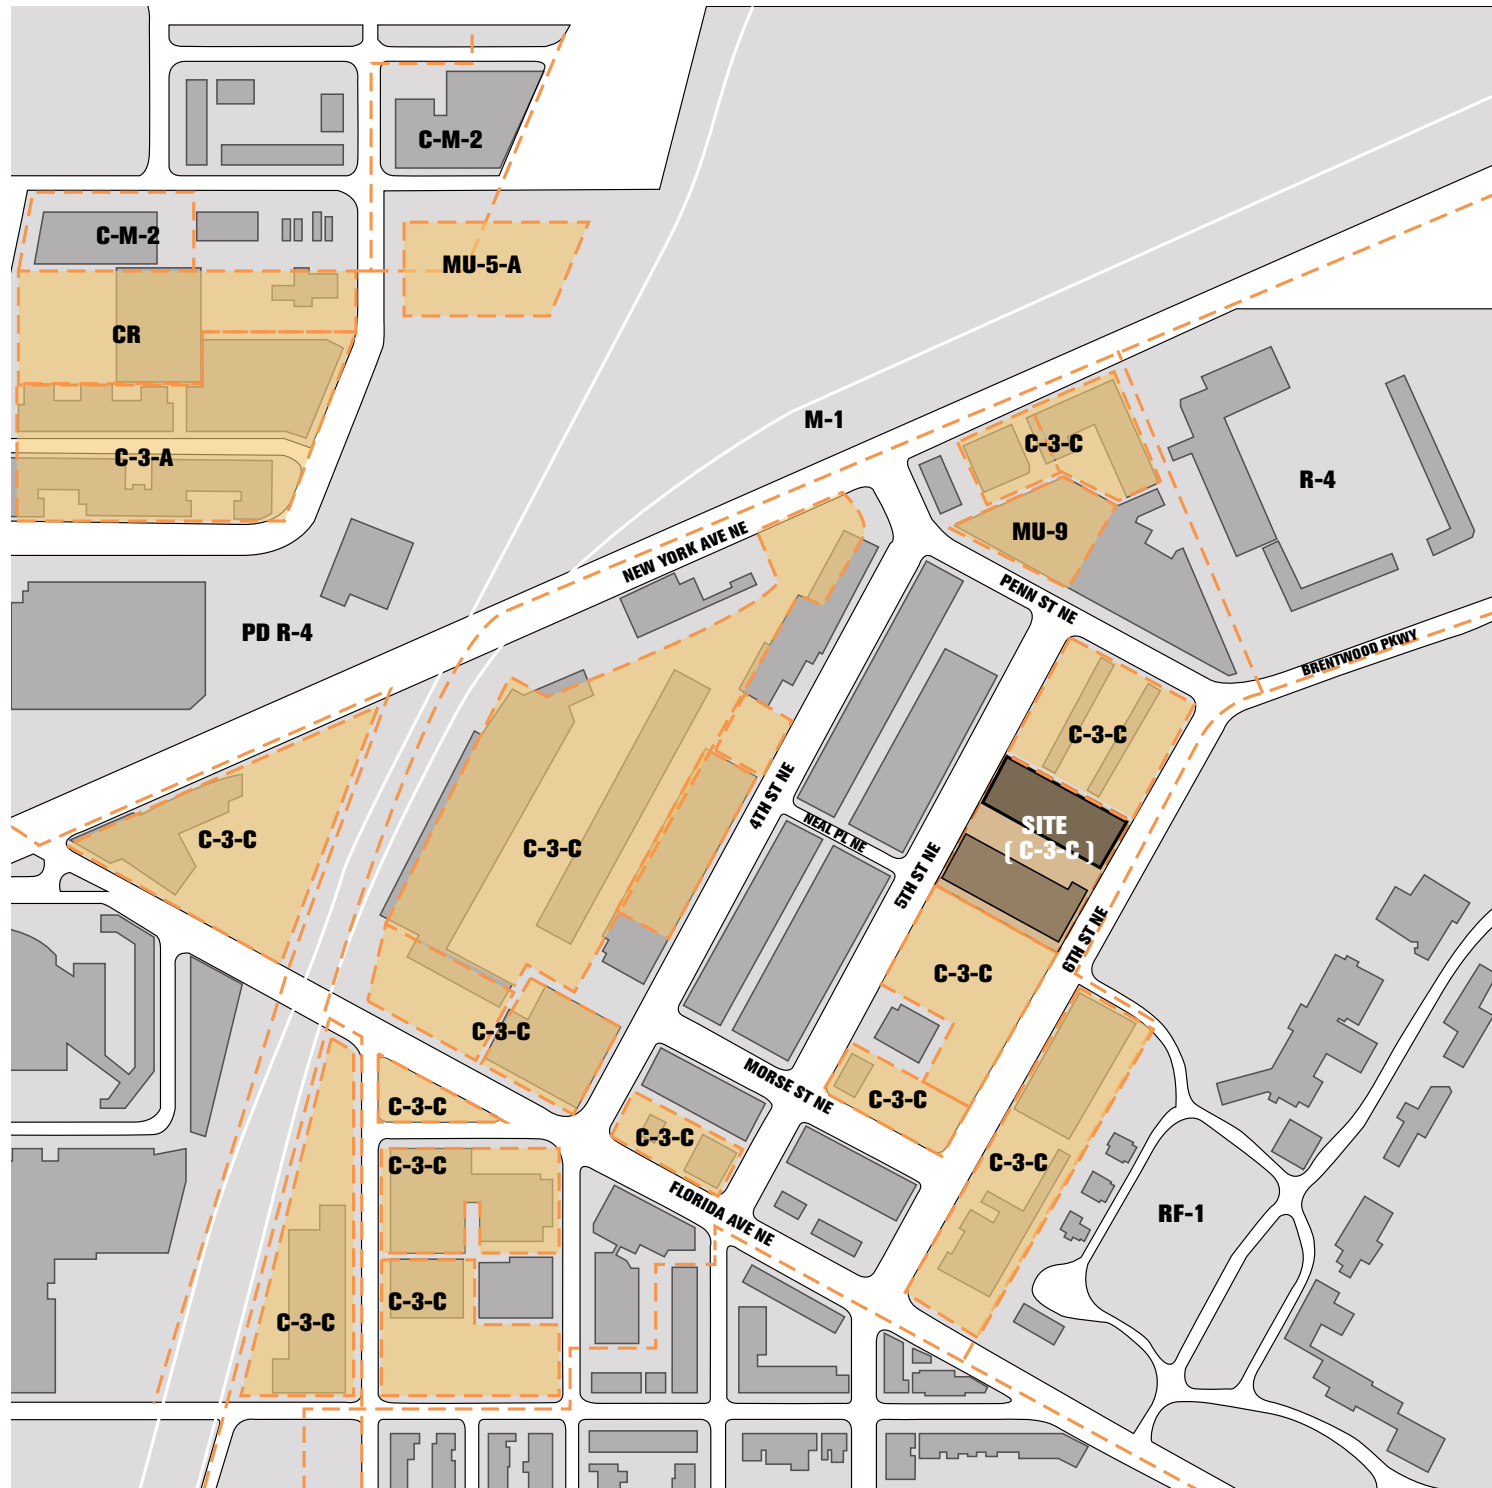 C-M-2
C-M-2
MU-5-A
CR
C-3-A
M-1
C-3-C
R-4
MU-9
NEW YORK AVE NE
PENN ST NE
PD R-4
BRENTWOOD PKWY
C-3-C
4TH ST NE
SITE
( C-3-C )
NEAL PL NE
C-3-C
C-3-C
5TH ST NE
6TH ST NE
C-3-C
C-3-C
MORSE ST NE
C-3-C
C-3-C
C-3-C
C-3-C
C-3-C
FLORIDA AVE NE
RF-1
C-3-C
C-3-C